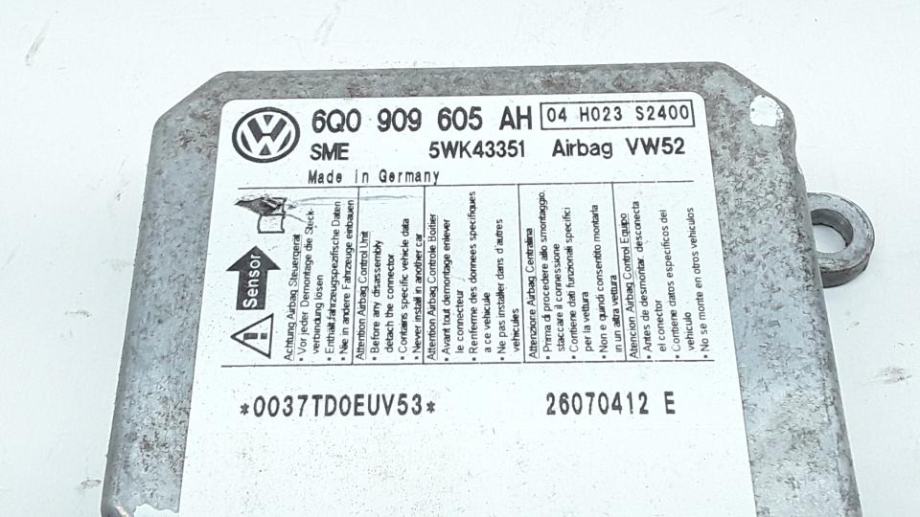 6Q0 909 605 AH
04 H023 S2400
SME 5WK43351 Airbag VW52
Made in Germany
Sensor
Achtung Airbag Steuergerät
• Vor jeder Demontage die Steck-
verbindung lösen
• Enthält fahrzeugspezifische Daten
• Nie in andere Fahrzeuge einbauen
Attention Airbag Control Unit
• Before any disassembly
detach the connector
• Contains specific vehicle data
• Never install in another car
Attention Airbag Controle Boitier
• Avant tout demontage enlever
le connecteur
• Renferme des donnees specifiques
a ce vehicule
• Ne pas installer dans d'autres
vehicules
Attenzione Airbag Centralina
• Prima di procedere allo smontaggio.
staccare la connessione
• Contiene dati funzionali specifici
per la vettura
• Non e quindi consentito montarla
in un altra vettura
Atencion Airbag Control Equipo
• Antes de desmontar. desconecta
el conector
• Contiene datos especificos del
vehiculo
• No se monte en otros vehiculos
*0037TD0EUV53* 26070412 E